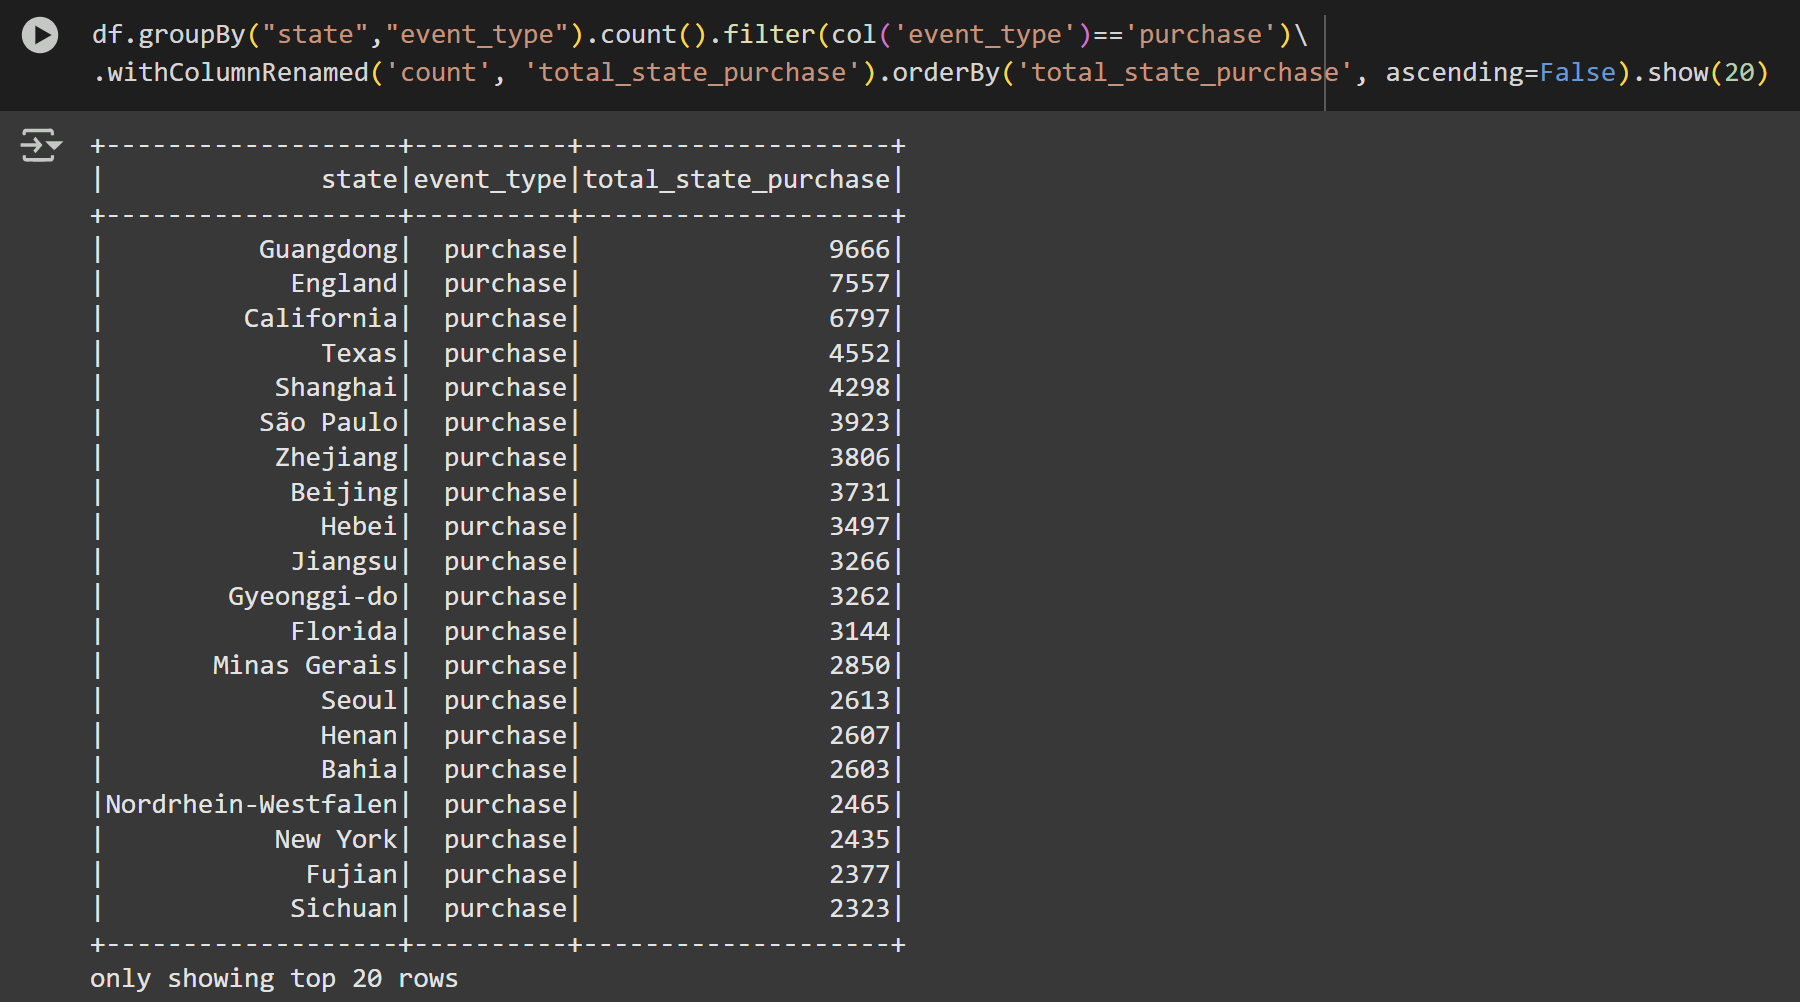 df.groupBy("state","event_type").count().filter(col('event_type')=='purchase')\
.withColumnRenamed('count', 'total_state_purchase').orderBy('total_state_purchase', ascending=False).show(20)
+-------------------+----------+--------------------+
|              state|event_type|total_state_purchase|
+-------------------+----------+--------------------+
|          Guangdong|  purchase|                9666|
|            England|  purchase|                7557|
|         California|  purchase|                6797|
|              Texas|  purchase|                4552|
|           Shanghai|  purchase|                4298|
|          São Paulo|  purchase|                3923|
|           Zhejiang|  purchase|                3806|
|            Beijing|  purchase|                3731|
|              Hebei|  purchase|                3497|
|            Jiangsu|  purchase|                3266|
|        Gyeonggi-do|  purchase|                3262|
|            Florida|  purchase|                3144|
|       Minas Gerais|  purchase|                2850|
|              Seoul|  purchase|                2613|
|              Henan|  purchase|                2607|
|              Bahia|  purchase|                2603|
|Nordrhein-Westfalen|  purchase|                2465|
|           New York|  purchase|                2435|
|             Fujian|  purchase|                2377|
|            Sichuan|  purchase|                2323|
+-------------------+----------+--------------------+
only showing top 20 rows